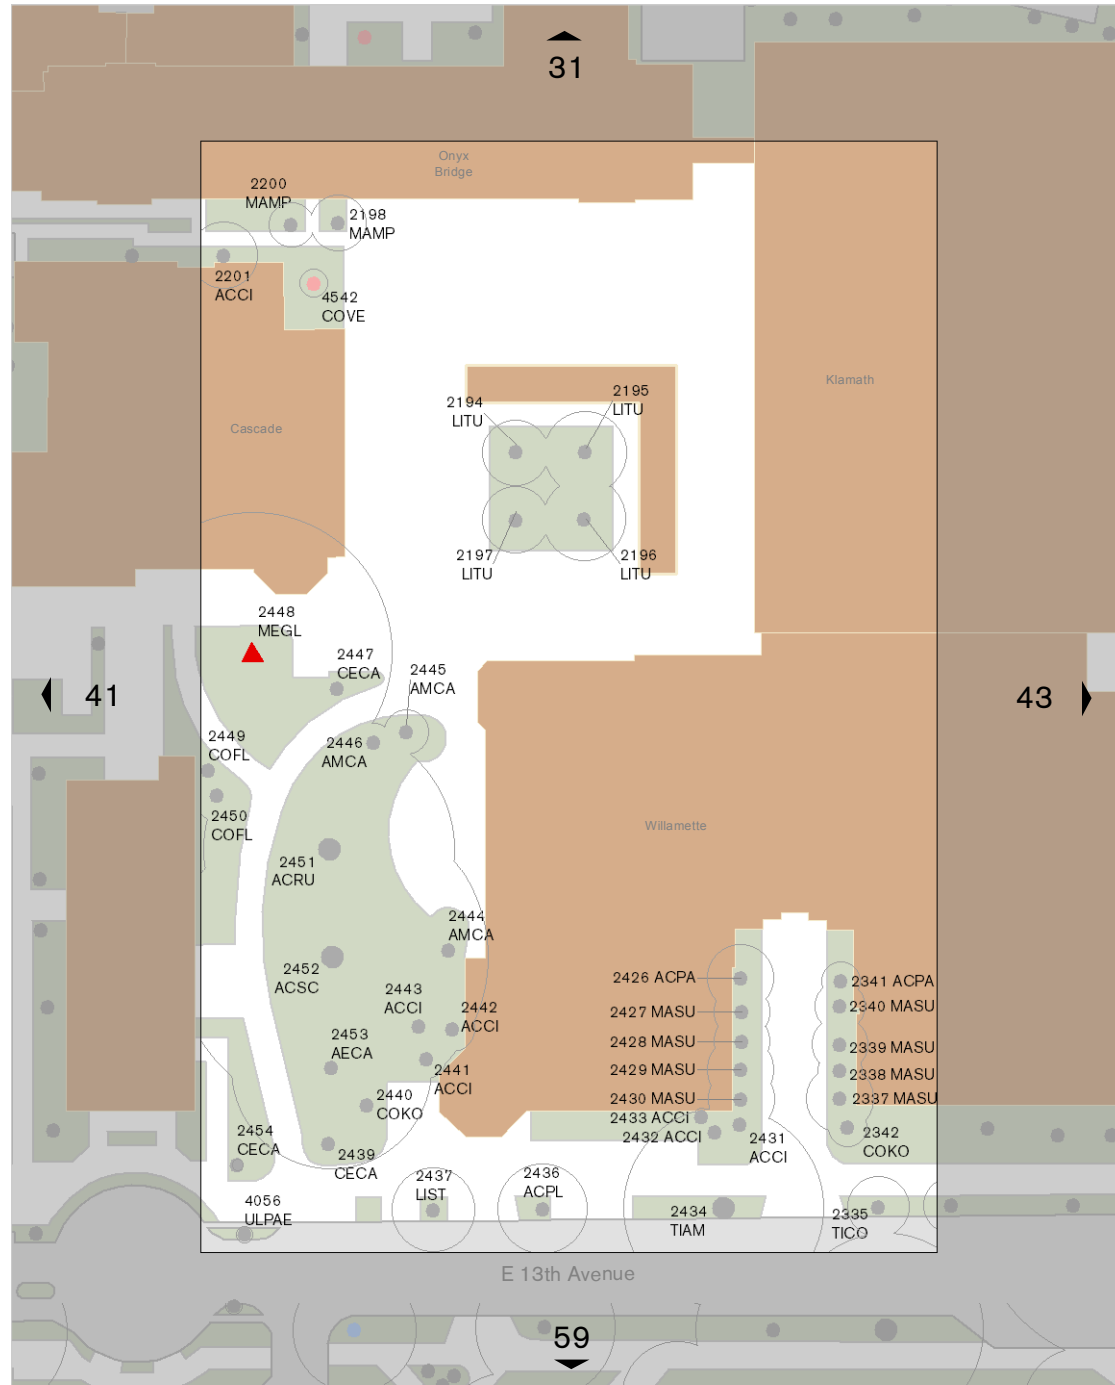 31
Onyx
Bridge
2200
MAMP
2198
MAMP
2201
ACCI
4542
COVE
Klamath
2194
LITU
2195
LITU
Cascade
2197
LITU
2196
LITU
2448
MEGL
2447
CECA
2445
AMCA
41
43
2449
COFL
2446
AMCA
2450
COFL
Willamette
2451
ACRU
2444
AMCA
2452
ACSC
2426 ACPA
2341 ACPA
2443
ACCI
2442
ACCI
2427 MASU
2340 MASU
2453
AECA
2428 MASU
2339 MASU
2441
ACCI
2429 MASU
2338 MASU
2440
COKO
2430 MASU
2337 MASU
2433 ACCI
2432 ACCI
2431
ACCI
2342
COKO
2454
CECA
2439
CECA
2437
LIST
2436
ACPL
4056
ULPAE
2434
TIAM
2335
TICO
E 13th Avenue
59